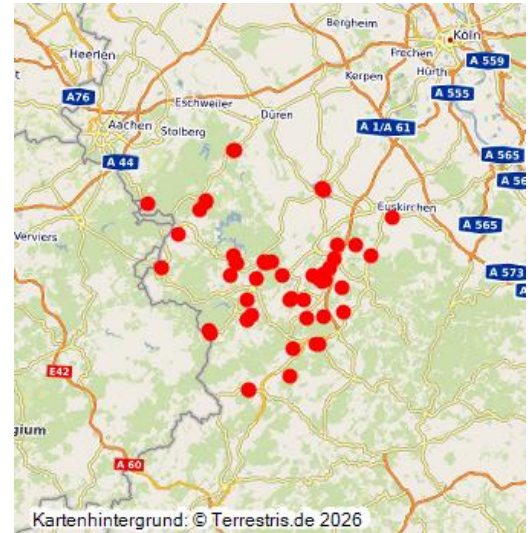 Bergheim
Köln
Heerlen
Frechen
A 559
Kerpen
Hürth
A76
Eschweiler
A 555
Düren
Aachen
Stolberg
A 1/A 61
A 44
A 565
Euskirchen
A 565
Verviers
A 573
E42
gium
A 60
Kartenhintergrund: © Terrestris.de 2026